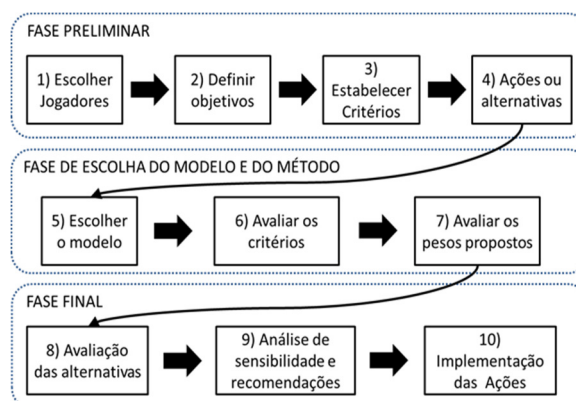 FASE PRELIMINAR
1) Escolher
Jogadores
2) Definir
objetivos
3)
Estabelecer
Critérios
4) Ações ou
alternativas
FASE DE ESCOLHA DO MODELO E DO MÉTODO
5) Escolher
o modelo
6) Avaliar os
critérios
7) Avaliar os
pesos propostos
FASE FINAL
8) Avaliação
das alternativas
9) Análise de
sensibilidade e
recomendações
10)
Implementação
das Ações